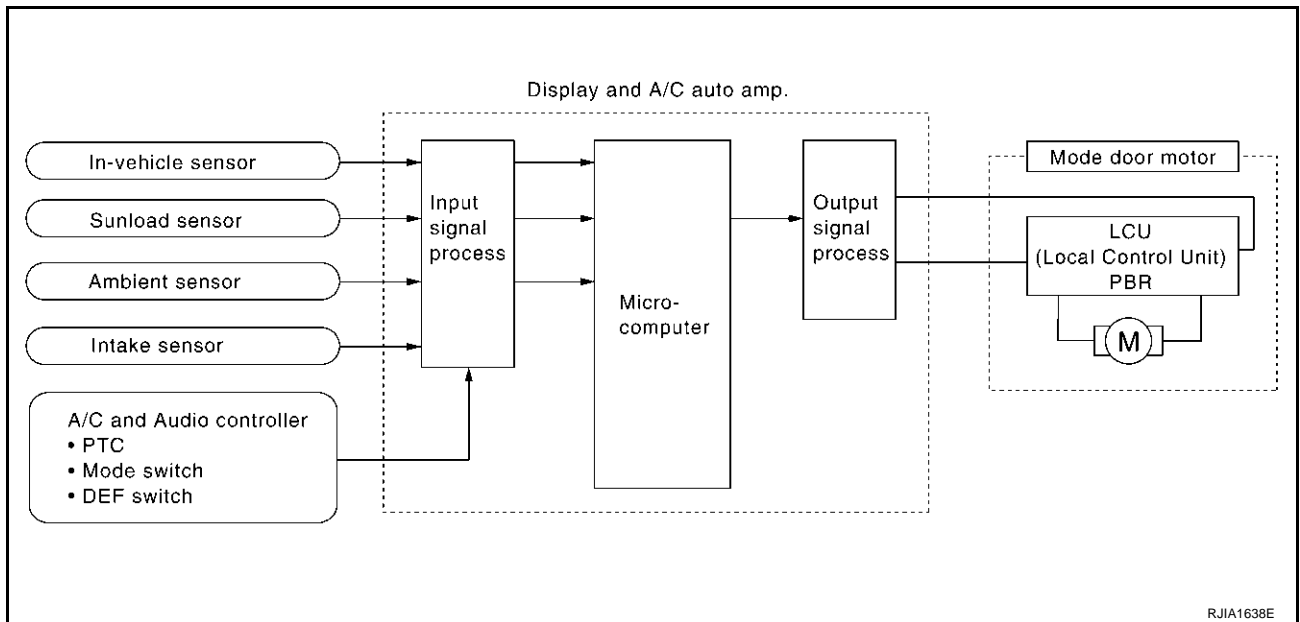 Display and A/C auto amp.
In-vehicle sensor
Sunload sensor
Ambient sensor
Intake sensor
A/C and Audio controller
• PTC
• Mode switch
• DEF switch
Input
signal
process
Micro-
computer
Output
signal
process
Mode door motor
LCU
(Local Control Unit)
PBR
M
RJIA1638E